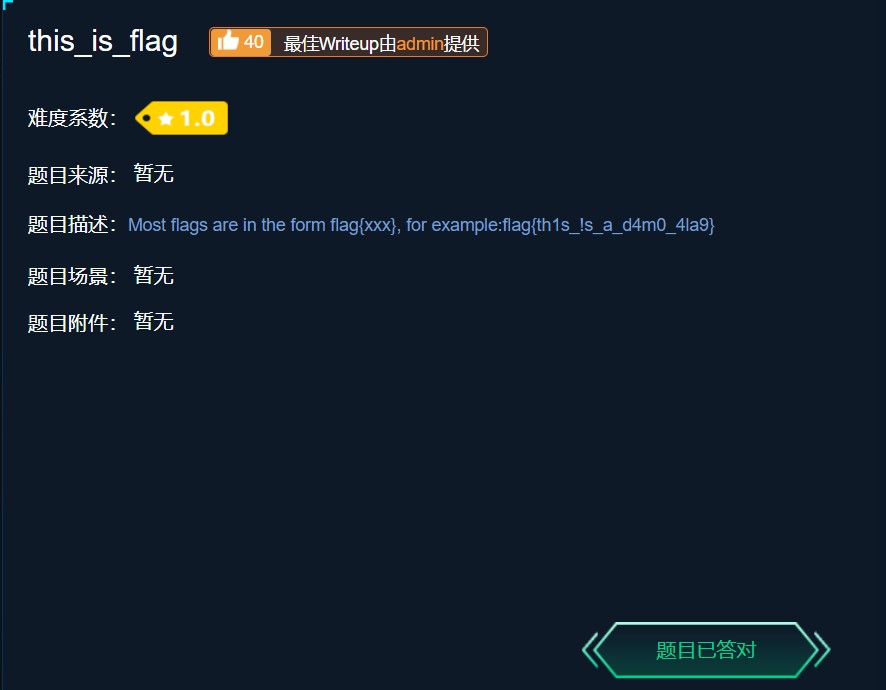 this_is_flag 40 最佳Writeup由admin提供
难度系数： 1.0
题目来源： 暂无
题目描述： Most flags are in the form flag{xxx}, for example:flag{th1s_!s_a_d4m0_4la9}
题目场景： 暂无
题目附件： 暂无
题目已答对